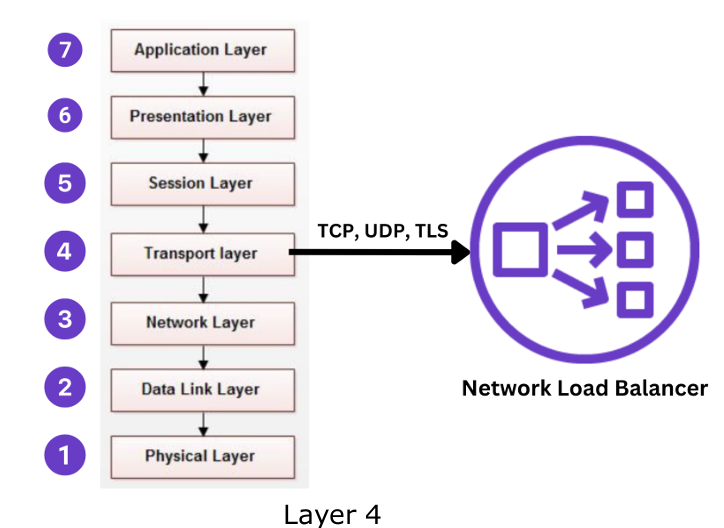 7 Application Layer
6 Presentation Layer
5 Session Layer
4 Transport layer
TCP, UDP, TLS
3 Network Layer
2 Data Link Layer
1 Physical Layer
Network Load Balancer
Layer 4